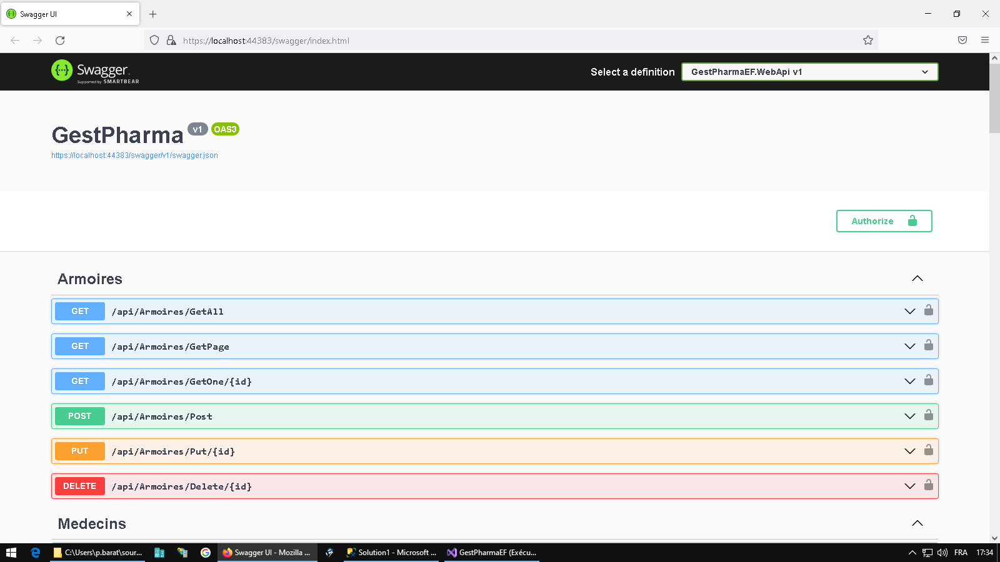 Swagger UI
https://localhost:44383/swagger/index.html
Swagger.
Supported by SMARTBEAR
Select a definition
GestPharmaEF.WebApi v1
GestPharma v1 OAS3
https://localhost:44383/swagger/v1/swagger.json
Authorize
Armoires
GET /api/Armoires/GetAll
GET /api/Armoires/GetPage
GET /api/Armoires/GetOne/{id}
POST /api/Armoires/Post
PUT /api/Armoires/Put/{id}
DELETE /api/Armoires/Delete/{id}
Medecins
C:\Users\p.barat\sour... Swagger UI - Mozilla ... Solution1 - Microsoft ... GestPharmaEF (Exécu... FRA 17:34